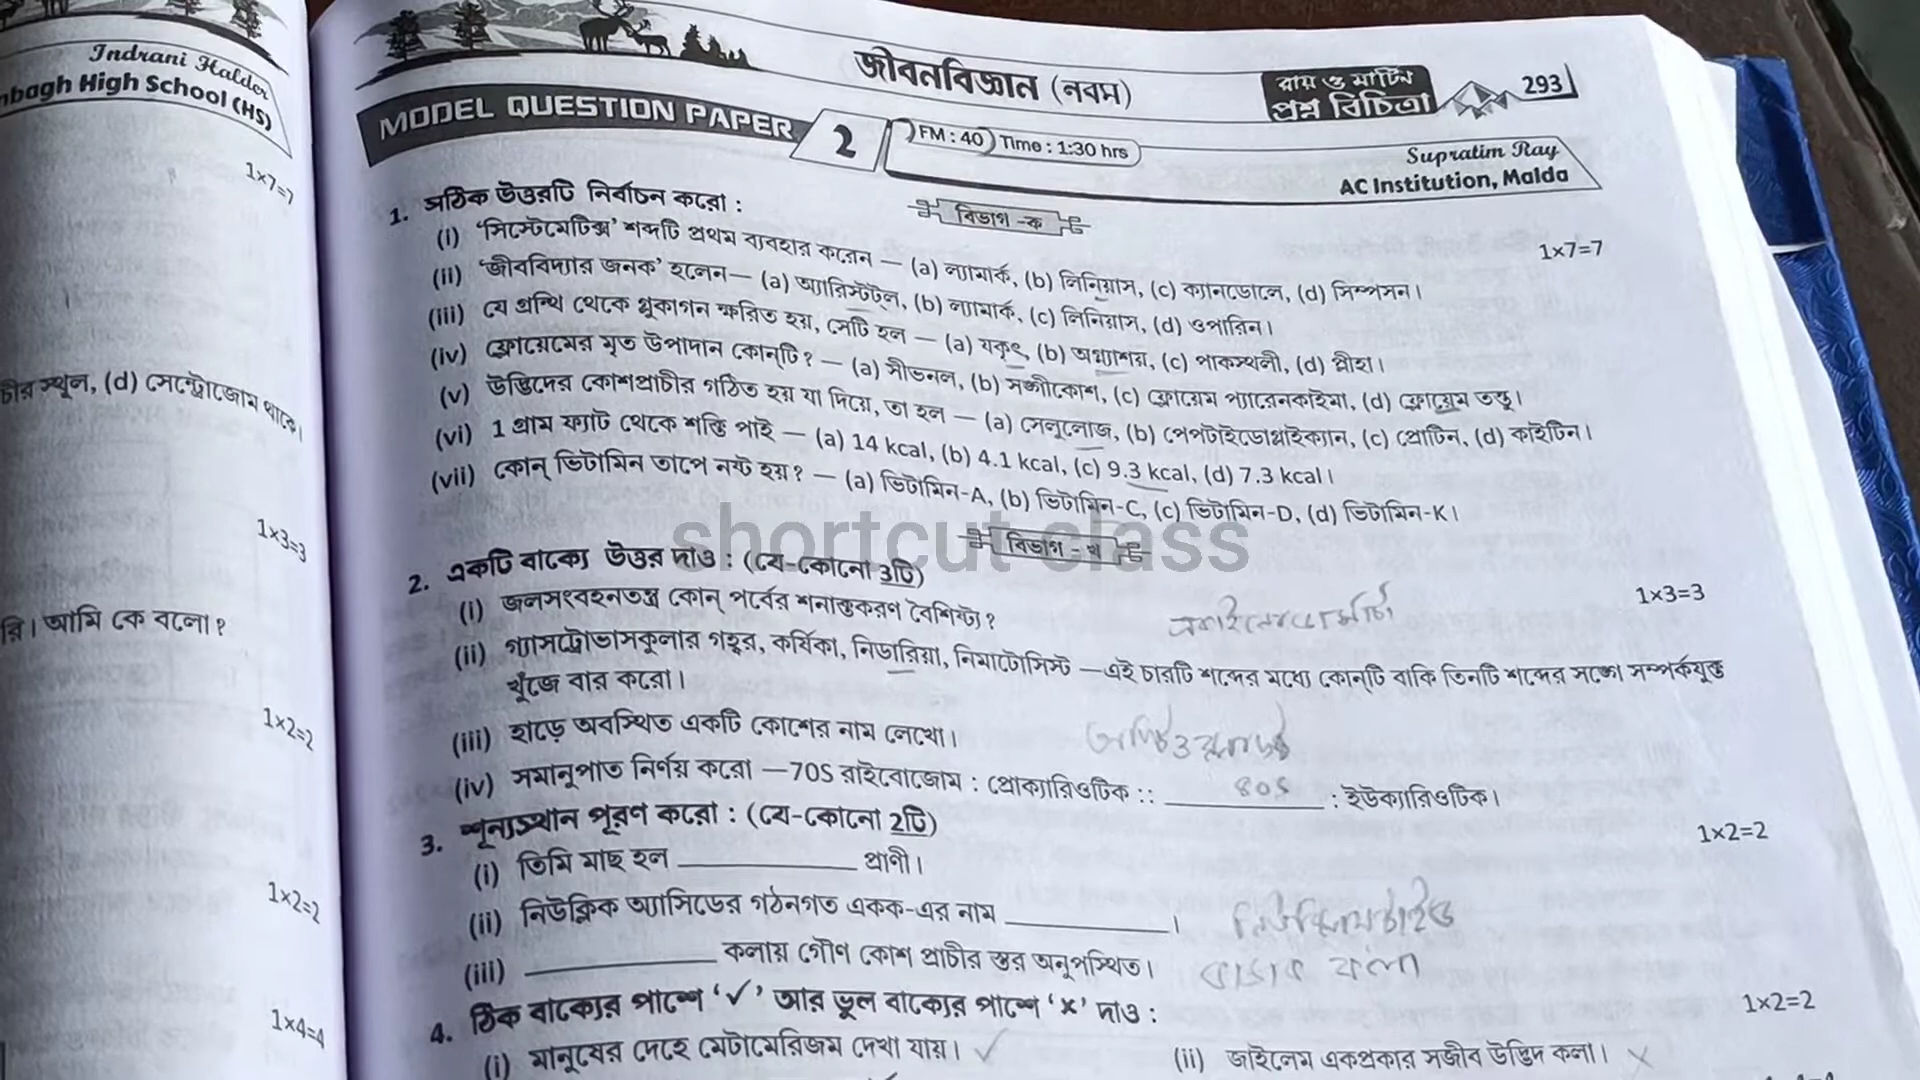 Indrani Halder
nbagh High School (HS)
1×7=7
চীর স্থূল, (d) সেন্ট্রোজোম থাকে।
1×3=3
রি। আমি কে বলো?
1×2=2
1×2=2
1×4=4
জীবনবিজ্ঞান (নবম)
রায় ও মার্টিন
প্রশ্ন বিচিত্রা
293
MODEL QUESTION PAPER 2
FM : 40 Time : 1:30 hrs
Supratim Ray
AC Institution, Malda
বিভাগ -ক
1. সঠিক উত্তরটি নির্বাচন করো : 1×7=7
(i) ‘সিস্টেমেটিক্স’ শব্দটি প্রথম ব্যবহার করেন — (a) ল্যামার্ক, (b) লিনিয়াস, (c) ক্যানডোলে, (d) সিম্পসন।
(ii) ‘জীববিদ্যার জনক’ হলেন— (a) অ্যারিস্টটল, (b) ল্যামার্ক, (c) লিনিয়াস, (d) ওপারিন।
(iii) যে গ্রন্থি থেকে গ্লুকাগন ক্ষরিত হয়, সেটি হল — (a) যকৃৎ, (b) অগ্ন্যাশয়, (c) পাকস্থলী, (d) প্লীহা।
(iv) ফ্লোয়েমের মৃত উপাদান কোন্‌টি? — (a) সীভনল, (b) সঙ্গীকোশ, (c) ফ্লোয়েম প্যারেনকাইমা, (d) ফ্লোয়েম তন্তু।
(v) উদ্ভিদের কোশপ্রাচীর গঠিত হয় যা দিয়ে, তা হল — (a) সেলুলোজ, (b) পেপটাইডোগ্লাইক্যান, (c) প্রোটিন, (d) কাইটিন।
(vi) 1 গ্রাম ফ্যাট থেকে শক্তি পাই — (a) 14 kcal, (b) 4.1 kcal, (c) 9.3 kcal, (d) 7.3 kcal।
(vii) কোন্ ভিটামিন তাপে নষ্ট হয়? — (a) ভিটামিন-A, (b) ভিটামিন-C, (c) ভিটামিন-D, (d) ভিটামিন-K।
shortcut class
বিভাগ - খ
2. একটি বাক্যে উত্তর দাও : (যে-কোনো 3টি) 1×3=3
(i) জলসংবহনতন্ত্র কোন্ পর্বের শনাক্তকরণ বৈশিষ্ট্য?
(ii) গ্যাসট্রোভাসকুলার গহ্বর, কর্ষিকা, নিডারিয়া, নিমাটোসিস্ট —এই চারটি শব্দের মধ্যে কোন্‌টি বাকি তিনটি শব্দের সঙ্গে সম্পর্কযুক্ত
খুঁজে বার করো।
(iii) হাড়ে অবস্থিত একটি কোশের নাম লেখো।
(iv) সমানুপাত নির্ণয় করো —70S রাইবোজোম : প্রোক্যারিওটিক :: 80S : ইউক্যারিওটিক।
3. শূন্যস্থান পূরণ করো : (যে-কোনো 2টি) 1×2=2
(i) তিমি মাছ হল ____________ প্রাণী।
(ii) নিউক্লিক অ্যাসিডের গঠনগত একক-এর নাম ____________। নিউক্লিওটাইড
(iii) ____________ কলায় গৌণ কোশ প্রাচীর স্তর অনুপস্থিত। ভাজক কলা
4. ঠিক বাক্যের পাশে ‘✓’ আর ভুল বাক্যের পাশে ‘×’ দাও : 1×2=2
(i) মানুষের দেহে মেটামেরিজম দেখা যায়। ✓ (ii) জাইলেম একপ্রকার সজীব উদ্ভিদ কলা। ×